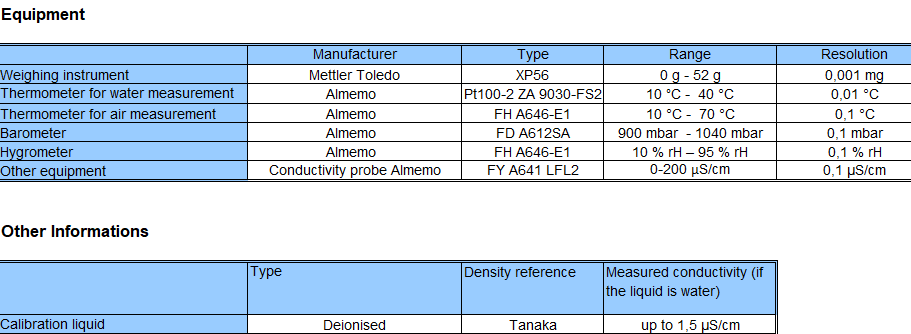 Equipment
Manufacturer Type Range Resolution
Weighing instrument Mettler Toledo XP56 0 g - 52 g 0,001 mg
Thermometer for water measurement Almemo Pt100-2 ZA 9030-FS2 10 °C - 40 °C 0,01 °C
Thermometer for air measurement Almemo FH A646-E1 10 °C - 70 °C 0,1 °C
Barometer Almemo FD A612SA 900 mbar - 1040 mbar 0,1 mbar
Hygrometer Almemo FH A646-E1 10 % rH – 95 % rH 0,1 % rH
Other equipment Conductivity probe Almemo FY A641 LFL2 0-200 µS/cm 0,1 µS/cm
Other Informations
Type Density reference Measured conductivity (if
the liquid is water)
Calibration liquid Deionised Tanaka up to 1,5 µS/cm